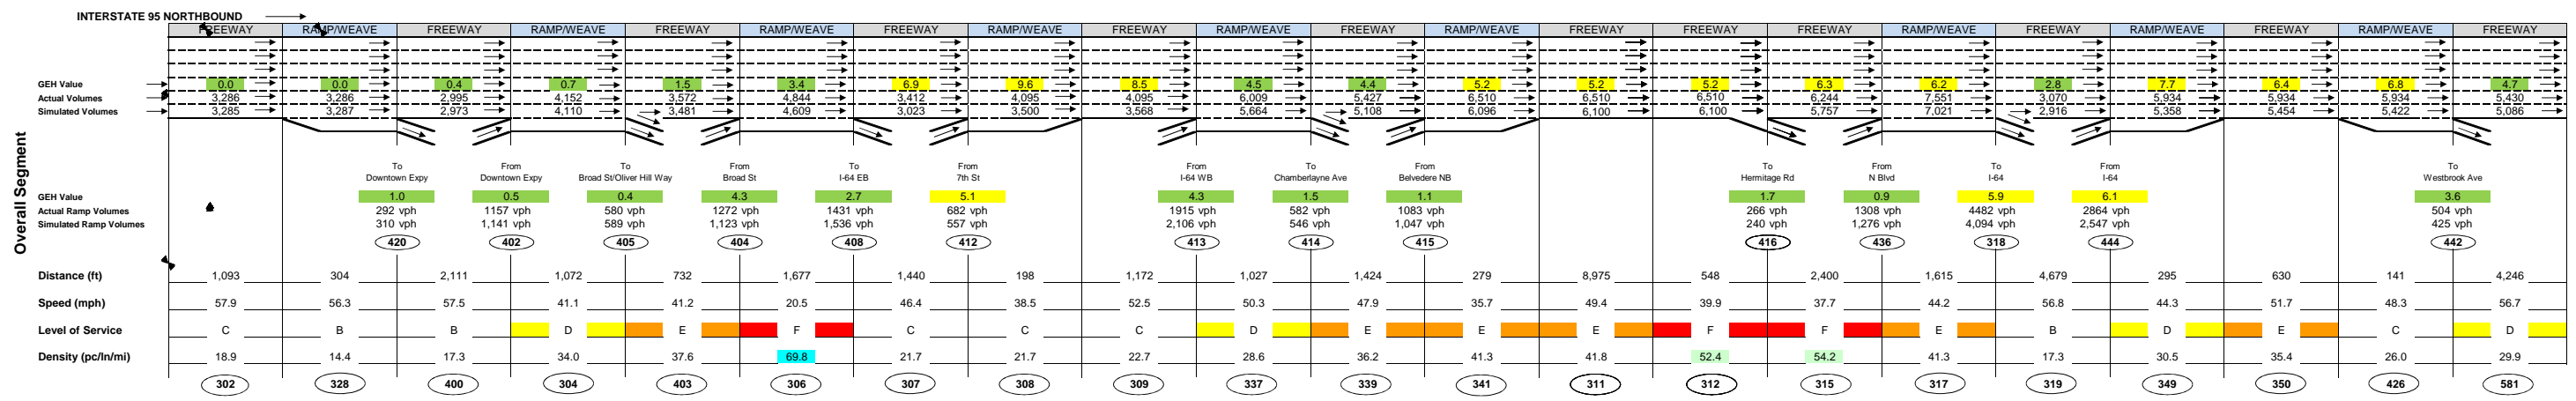 INTERSTATE 95 NORTHBOUND
FREEWAY RAMP/WEAVE FREEWAY RAMP/WEAVE FREEWAY RAMP/WEAVE FREEWAY RAMP/WEAVE FREEWAY RAMP/WEAVE FREEWAY RAMP/WEAVE FREEWAY FREEWAY FREEWAY RAMP/WEAVE FREEWAY RAMP/WEAVE FREEWAY RAMP/WEAVE FREEWAY
GEH Value 0.0 0.0 0.4 0.7 1.5 3.4 6.9 9.6 8.5 4.5 4.4 5.2 5.2 5.2 6.3 6.2 2.8 7.7 6.4 6.8 4.7
Actual Volumes 3,286 3,286 2,995 4,152 3,572 4,844 3,412 4,095 4,095 6,009 5,427 6,510 6,510 6,510 6,244 7,551 3,070 5,934 5,934 5,934 5,430
Simulated Volumes 3,285 3,287 2,973 4,110 3,481 4,609 3,023 3,500 3,568 5,664 5,108 6,096 6,100 6,100 5,757 7,021 2,916 5,358 5,454 5,422 5,086
Overall Segment
To From To From To From From To From To From To From To
Downtown Expy Downtown Expy Broad St/Oliver Hill Way Broad St I-64 EB 7th St I-64 WB Chamberlayne Ave Belvedere NB Hermitage Rd N Blvd I-64 I-64 Westbrook Ave
GEH Value 1.0 0.5 0.4 4.3 2.7 5.1 4.3 1.5 1.1 1.7 0.9 5.9 6.1 3.6
Actual Ramp Volumes 292 vph 1157 vph 580 vph 1272 vph 1431 vph 682 vph 1915 vph 582 vph 1083 vph 266 vph 1308 vph 4482 vph 2864 vph 504 vph
Simulated Ramp Volumes 310 vph 1,141 vph 589 vph 1,123 vph 1,536 vph 557 vph 2,106 vph 546 vph 1,047 vph 240 vph 1,276 vph 4,094 vph 2,547 vph 425 vph
420 402 405 404 408 412 413 414 415 416 436 318 444 442
Distance (ft) 1,093 304 2,111 1,072 732 1,677 1,440 198 1,172 1,027 1,424 279 8,975 548 2,400 1,615 4,679 295 630 141 4,246
Speed (mph) 57.9 56.3 57.5 41.1 41.2 20.5 46.4 38.5 52.5 50.3 47.9 35.7 49.4 39.9 37.7 44.2 56.8 44.3 51.7 48.3 56.7
Level of Service C B B D E F C C C D E E E F F E B D E C D
Density (pc/ln/mi) 18.9 14.4 17.3 34.0 37.6 69.8 21.7 21.7 22.7 28.6 36.2 41.3 41.8 52.4 54.2 41.3 17.3 30.5 35.4 26.0 29.9
302 328 400 304 403 306 307 308 309 337 339 341 311 312 315 317 319 349 350 426 581